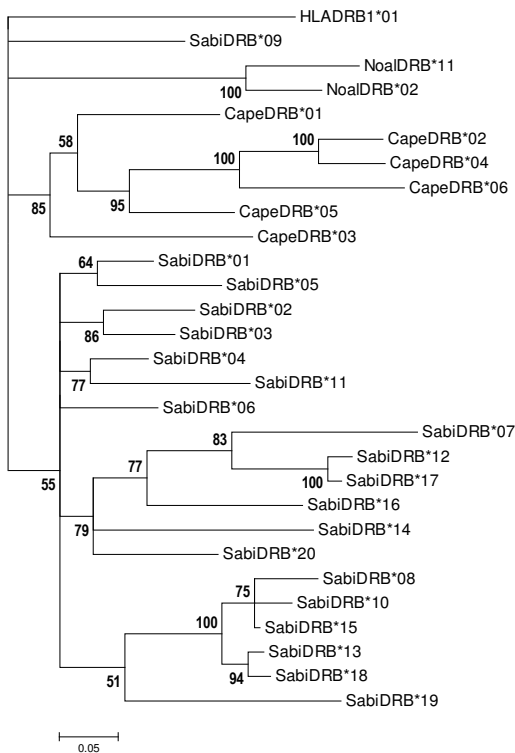 HLADRB1*01
SabiDRB*09
NoalDRB*11
100
NoalDRB*02
CapeDRB*01
58
100
CapeDRB*02
100
CapeDRB*04
CapeDRB*06
95
85
CapeDRB*05
CapeDRB*03
64
SabiDRB*01
SabiDRB*05
SabiDRB*02
86
SabiDRB*03
SabiDRB*04
77
SabiDRB*11
SabiDRB*06
83
SabiDRB*07
77
SabiDRB*12
55
100
SabiDRB*17
SabiDRB*16
79
SabiDRB*14
SabiDRB*20
75
SabiDRB*08
SabiDRB*10
100
SabiDRB*15
SabiDRB*13
51
94
SabiDRB*18
SabiDRB*19
0.05